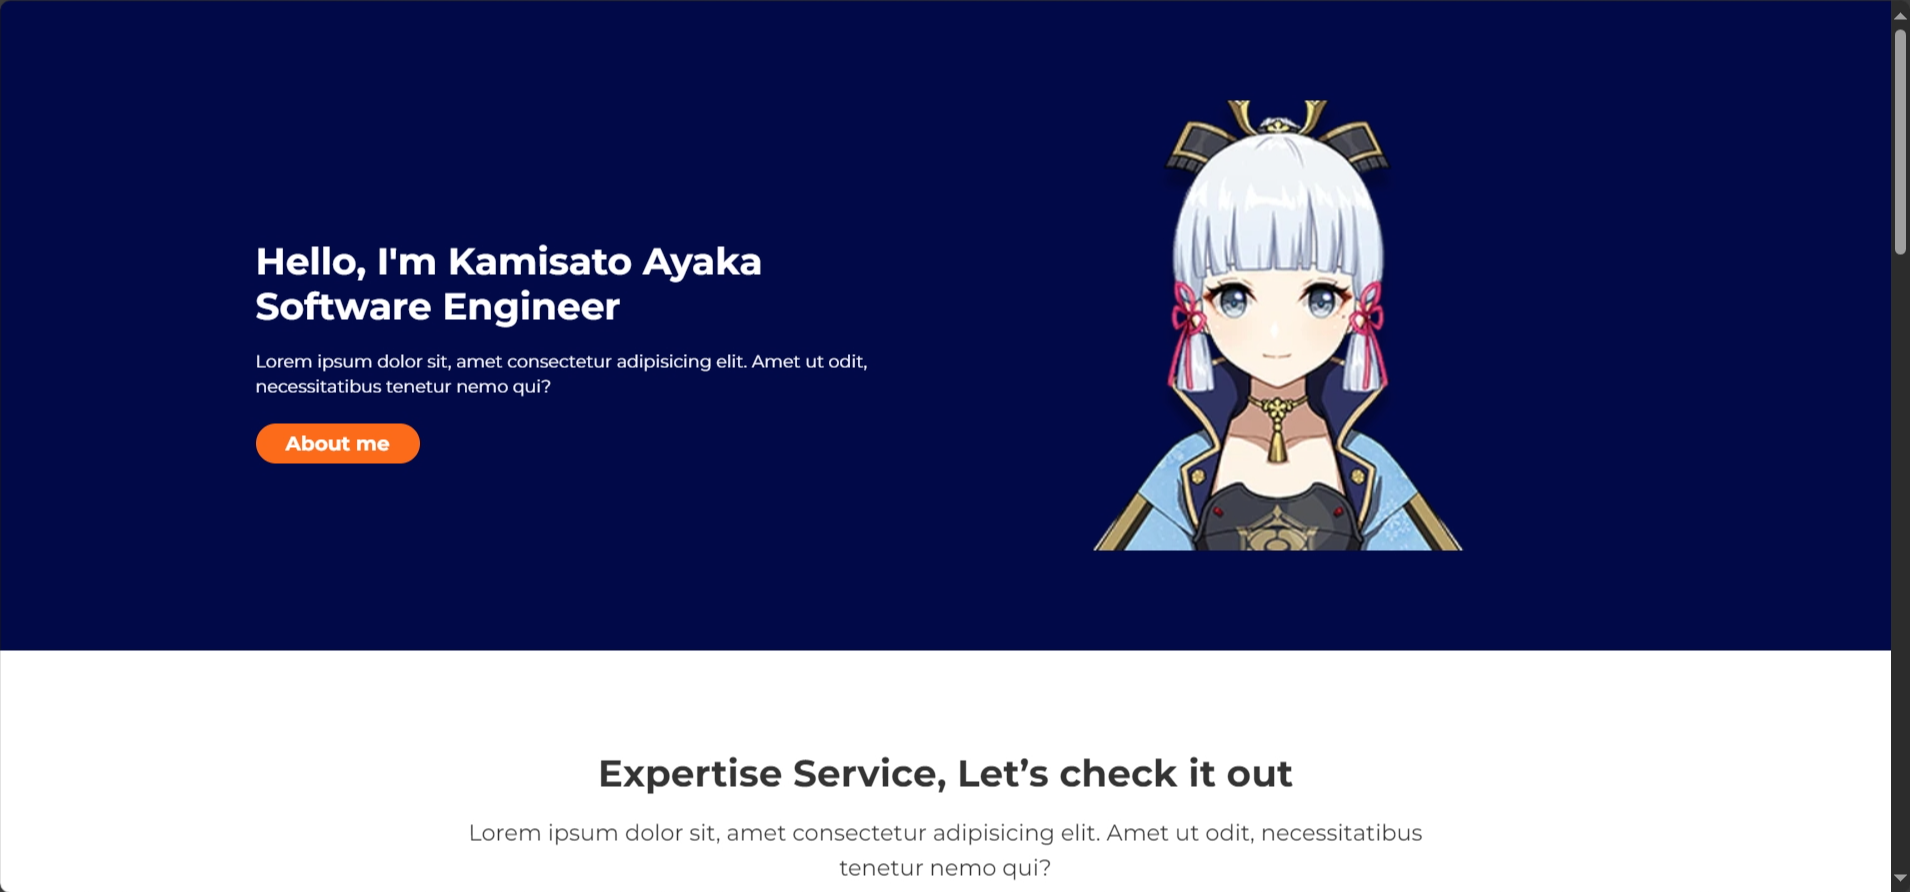 Hello, I'm Kamisato Ayaka
Software Engineer
Lorem ipsum dolor sit, amet consectetur adipisicing elit. Amet ut odit,
necessitatibus tenetur nemo qui?
About me
Expertise Service, Let’s check it out
Lorem ipsum dolor sit, amet consectetur adipisicing elit. Amet ut odit, necessitatibus
tenetur nemo qui?